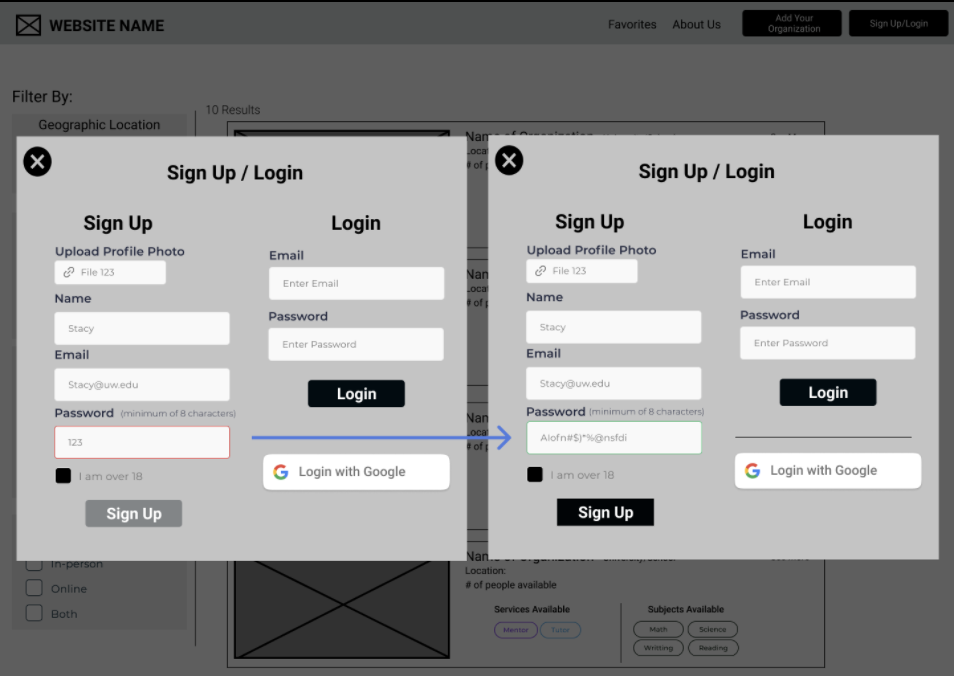 WEBSITE NAME
Favorites
About Us
Add Your
Organization
Sign Up/Login
Filter By:
10 Results
Geographic Location
Sign Up / Login
Sign Up
Upload Profile Photo
File 123
Name
Stacy
Email
Stacy@uw.edu
Password (minimum of 8 characters)
123
I am over 18
Sign Up
Login
Email
Enter Email
Password
Enter Password
Login
Login with Google
Sign Up / Login
Sign Up
Upload Profile Photo
File 123
Name
Stacy
Email
Stacy@uw.edu
Password (minimum of 8 characters)
AIofn#$)*%@nsfdi
I am over 18
Sign Up
Login
Email
Enter Email
Password
Enter Password
Login
Login with Google
In-person
Online
Both
Name of Organization
Location:
# of people available
Services Available
Mentor
Tutor
Subjects Available
Math
Science
Writting
Reading